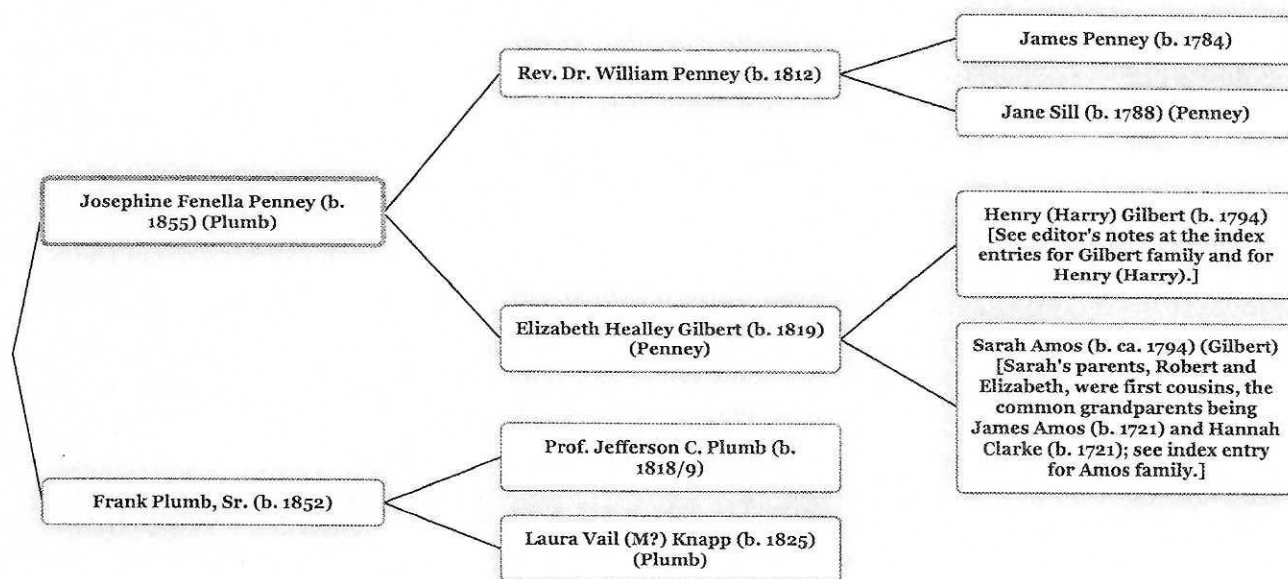 James Penney (b. 1784)
Rev. Dr. William Penney (b. 1812)
Jane Sill (b. 1788) (Penney)
Josephine Fenella Penney (b.
1855) (Plumb)
Henry (Harry) Gilbert (b. 1794)
[See editor's notes at the index
entries for Gilbert family and for
Henry (Harry).]
Elizabeth Healley Gilbert (b. 1819)
(Penney)
Sarah Amos (b. ca. 1794) (Gilbert)
[Sarah's parents, Robert and
Elizabeth, were first cousins, the
common grandparents being
James Amos (b. 1721) and Hannah
Clarke (b. 1721); see index entry
for Amos family.]
Prof. Jefferson C. Plumb (b.
1818/9)
Frank Plumb, Sr. (b. 1852)
Laura Vail (M?) Knapp (b. 1825)
(Plumb)